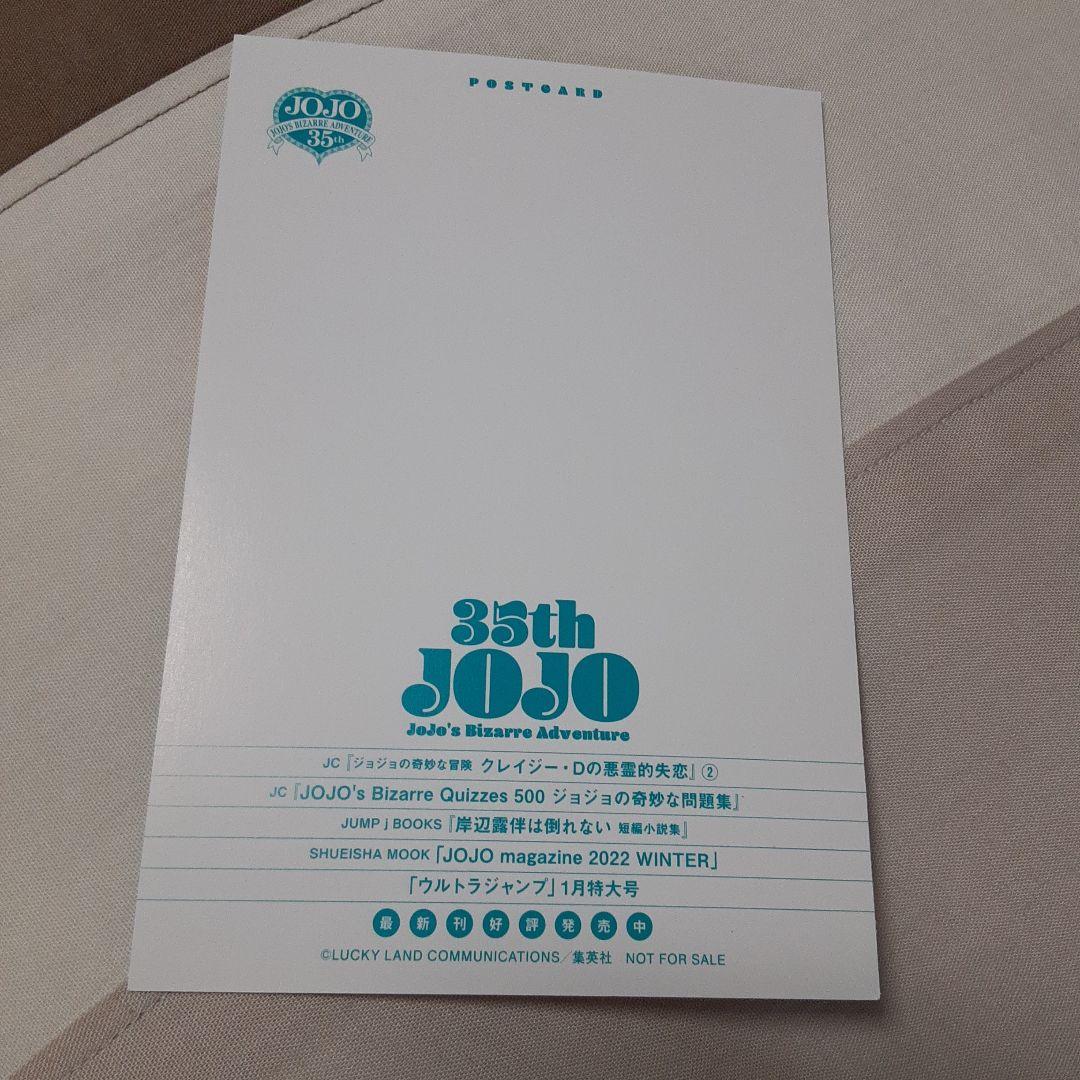 POSTCARD
JOJO
JOJO'S BIZARRE ADVENTURE
35th
35th
JOJO
JoJo's Bizarre Adventure
JC『ジョジョの奇妙な冒険 クレイジー・Dの悪霊的失恋』②
JC『JOJO's Bizarre Quizzes 500 ジョジョの奇妙な問題集』
JUMP j BOOKS『岸辺露伴は倒れない 短編小説集』
SHUEISHA MOOK「JOJO magazine 2022 WINTER」
「ウルトラジャンプ」1月特大号
最新刊好評発売中
©LUCKY LAND COMMUNICATIONS/集英社 NOT FOR SALE